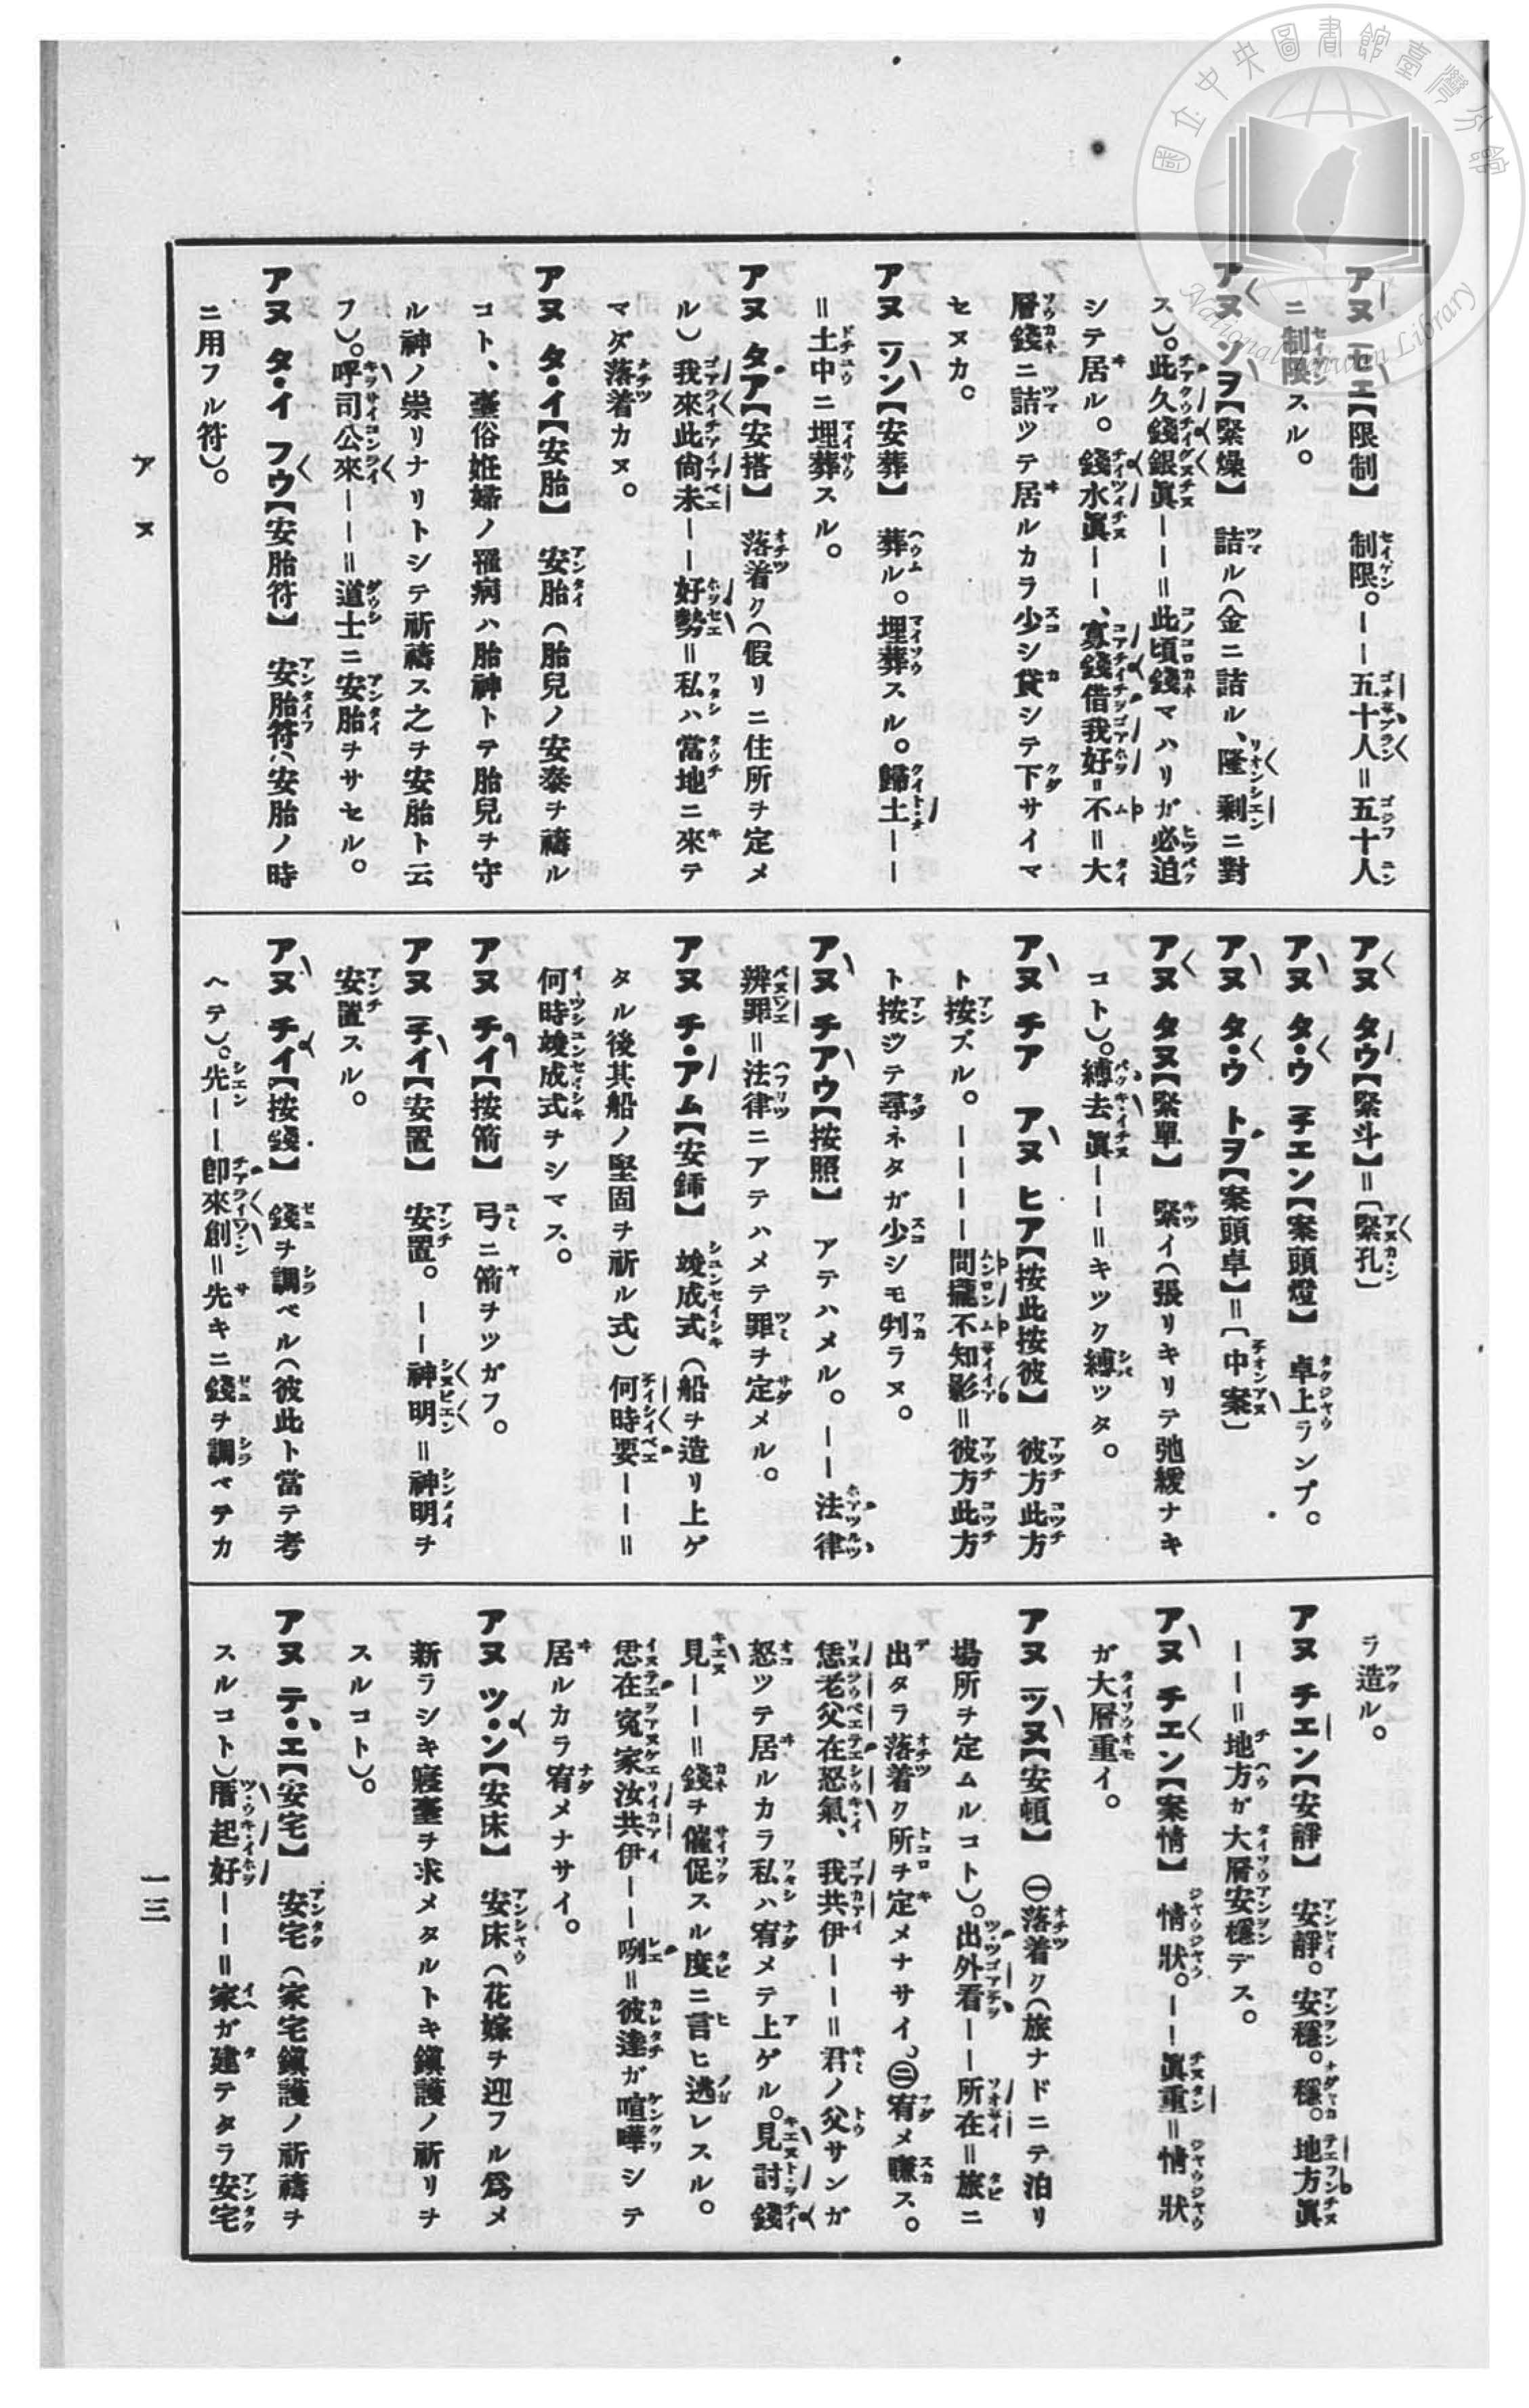 國立中央圖書館臺灣分館
National Taiwan Library
アヌ セエ【限制】 制限。――五十人＝五十人
ニ制限スル。
アヌ ソヲ【緊燥】 詰ル（金ニ詰ル、隆剩ニ對
ス）。此久錢銀眞――＝此頃錢マハリガ必迫
シテ居ル。錢水眞――、寡錢借我好＝不＝大
層錢ニ詰ツテ居ルカラ少シ貸シテ下サイマ
セヌカ。
アヌ ソン【安葬】 葬ル。埋葬スル。歸土――
＝土中ニ埋葬スル。
アヌ タア【安搭】 落着ク（假リニ住所ヲ定メ
ル）我來此尙未――好勢＝私ハ當地ニ來テ
マダ落着カヌ。
アヌ タ・イ【安胎】 安胎（胎兒ノ安泰ヲ禱ル
コト、臺俗姙婦ノ罹病ハ胎神トテ胎兒ヲ守
ル神ノ祟リナリトシテ祈禱ス之ヲ安胎ト云
フ）。呼司公來――＝道士ニ安胎ヲサセル。
アヌ タ・イ フウ【安胎符】 安胎符（安胎ノ時
ニ用フル符）。
アヌ タウ【緊斗】＝〔緊孔〕
アヌ タ・ウ チエン【案頭燈】 卓上ランプ。
アヌ タ・ウ トヲ【案頭卓】＝〔中案〕
アヌ タヌ【緊單】 緊イ（張リキリテ弛緩ナキ
コト）。縛去眞――＝キツク縛ツタ。
アヌ チア アヌ ヒア【按此按彼】 彼方此方
ト按ズル。――――問攏不知影＝彼方此方
ト按ジテ尋ネタガ少シモ判ラヌ。
アヌ チアウ【按照】 アテハメル。――法律
辨罪＝法律ニアテハメテ罪ヲ定メル。
アヌ チ・アム【安鋪】 竣成式（船ヲ造リ上ゲ
タル後其船ノ堅固ヲ祈ル式）何時要――＝
何時竣成式ヲシマス。
アヌ チイ【按箭】 弓ニ箭ヲツガフ。
アヌ チイ【安置】 安置。――神明＝神明ヲ
安置スル。
アヌ チ・イ【按錢】 錢ヲ調ベル（彼此ト當テ考
ヘテ）。先――卽來創＝先キニ錢ヲ調ベテカ
ラ造ル。
アヌ チエン【安靜】 安靜。安穩。穩。地方眞
――＝地方ガ大層安穩デス。
アヌ チエン【案情】 情狀。――眞重＝情狀
ガ大層重イ。
アヌ ツヌ【安頓】 ㊀落着ク（旅ナドニテ泊リ
場所ヲ定ムルコト）。出外看――所在＝旅ニ
出タラ落着ク所ヲ定メナサイ。㊁宥メ賺ス。
恁老父在怒氣、我共伊――＝君ノ父サンガ
怒ツテ居ルカラ私ハ宥メテ上ゲル。見討錢
見――＝錢ヲ催促スル度ニ言ヒ逃レスル。
恁在寃家汝共伊――咧＝彼達ガ喧嘩シテ
居ルカラ宥メナサイ。
アヌ ツ・ン【安床】 安床（花嫁ヲ迎フル爲メ
新ラシキ寢臺ヲ求メタルトキ鎭護ノ祈リヲ
スルコト）。
アヌ テ・エ【安宅】 安宅（家宅鎭護ノ祈禱ヲ
スルコト）厝起好――＝家ガ建テタラ安宅
アヌ
一三